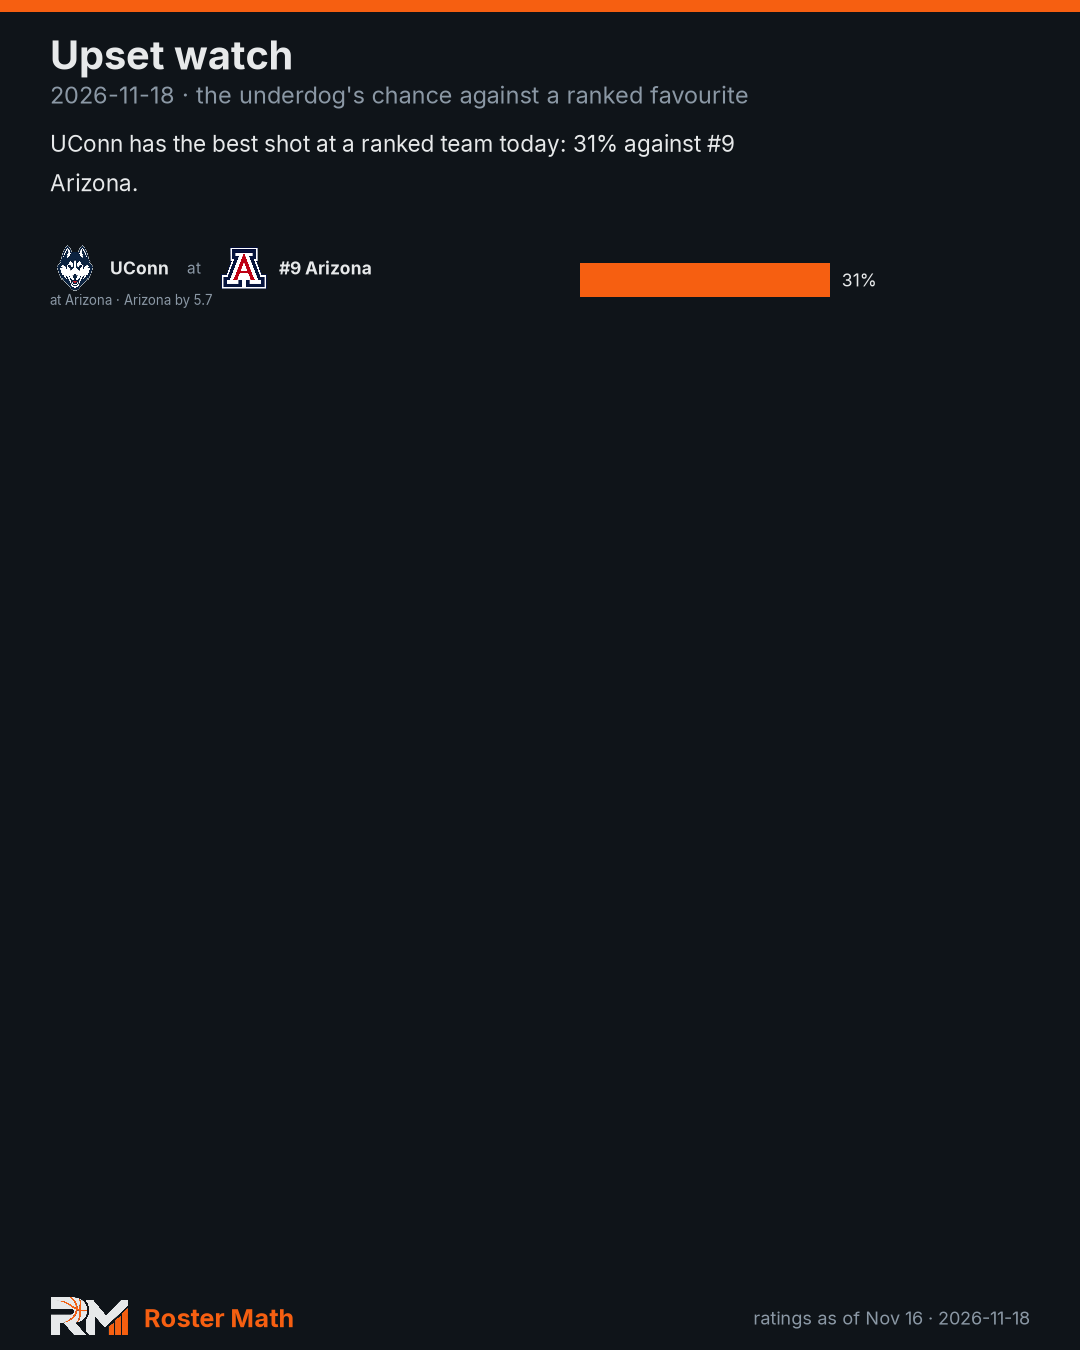 Upset watch
2026-11-18 · the underdog's chance against a ranked favourite
UConn has the best shot at a ranked team today: 31% against #9
Arizona.
UConn at #9 Arizona 31%
at Arizona · Arizona by 5.7
RM Roster Math ratings as of Nov 16 · 2026-11-18